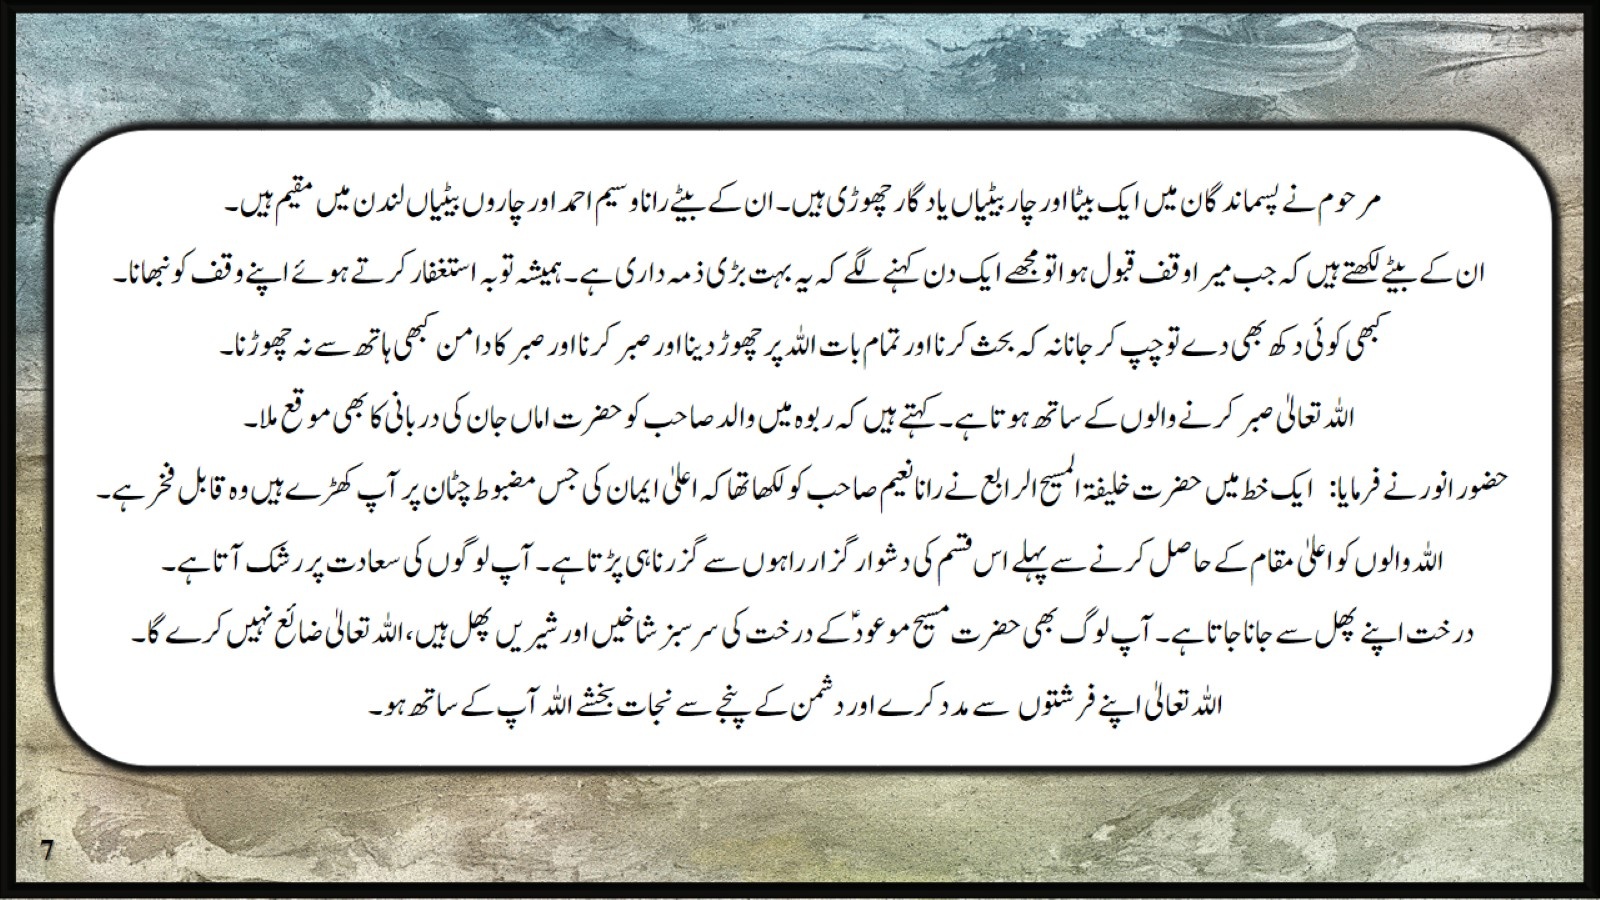 مرحوم نے پسماندگان میں ایک بیٹا اور چار بیٹیاں یادگار چھوڑی ہیں۔ ان کے بیٹے رانا وسیم احمد اور چاروں بیٹیاں لندن میں مقیم ہیں۔
ان کے بیٹے لکھتے ہیں کہ جب میرا وقف قبول ہوا تو مجھے ایک دن کہنے لگے کہ یہ بہت بڑی ذمہ داری ہے۔ ہمیشہ توبہ استغفار کرتے ہوئے اپنے وقف کو نبھانا۔
کبھی کوئی دکھ بھی دے تو چپ کر جانا نہ کہ بحث کرنا اور تمام بات اللہ پر چھوڑ دینا اور صبر کرنا اور صبر کا دامن کبھی ہاتھ سے نہ چھوڑنا۔
اللہ تعالیٰ صبر کرنے والوں کے ساتھ ہوتا ہے۔ کہتے ہیں کہ ربوہ میں والد صاحب کو حضرت اماں جان کی دربانی کا بھی موقع ملا۔
حضور انور نے فرمایا: ایک خط میں حضرت خلیفۃ المسیح الرابع نے رانا نعیم صاحب کو لکھا تھا کہ اعلیٰ ایمان کی جس مضبوط چٹان پر آپ کھڑے ہیں وہ قابل فخر ہے۔
اللہ والوں کو اعلیٰ مقام کے حاصل کرنے سے پہلے اس قسم کی دشوار گزار راہوں سے گزرنا ہی پڑتا ہے۔ آپ لوگوں کی سعادت پر رشک آتا ہے۔
درخت اپنے پھل سے جانا جاتا ہے۔ آپ لوگ بھی حضرت مسیح موعودؑ کے درخت کی سرسبز شاخیں اور شیریں پھل ہیں، اللہ تعالیٰ ضائع نہیں کرے گا۔
اللہ تعالیٰ اپنے فرشتوں سے مدد کرے اور دشمن کے پنجے سے نجات بخشے اللہ آپ کے ساتھ ہو۔
7